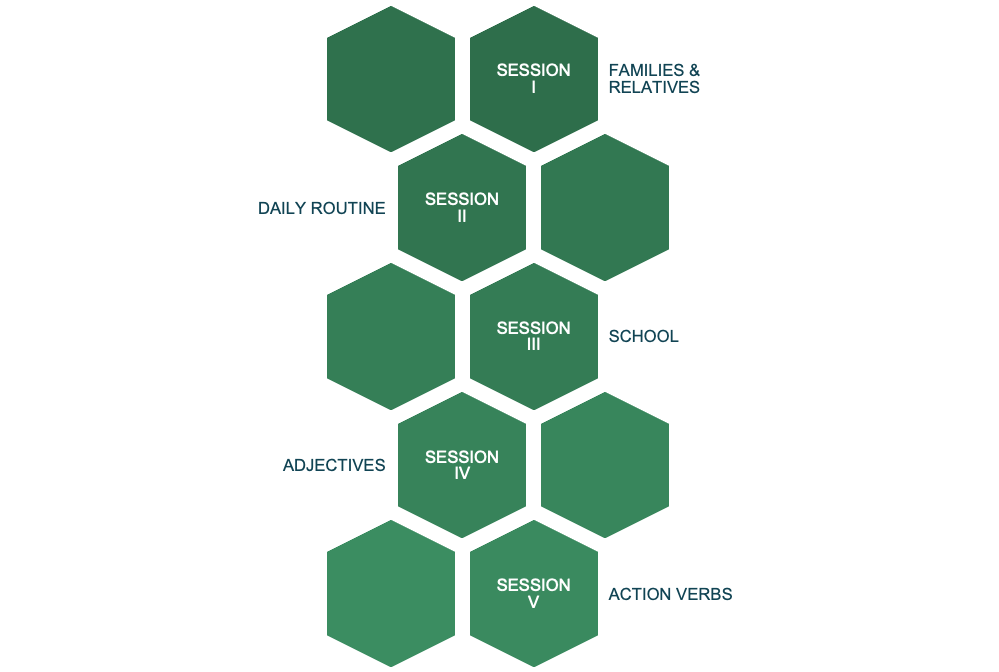 SESSION
I
FAMILIES &
RELATIVES
DAILY ROUTINE
SESSION
II
SESSION
III
SCHOOL
ADJECTIVES
SESSION
IV
SESSION
V
ACTION VERBS